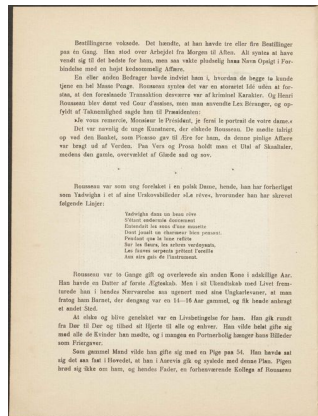 Bestillingerne voksede. Det hændte, at han havde tre eller fire Bestillinger
paa én Gang. Han stod over Arbejdet fra Morgen til Aften. Alt syntes at have
vendt sig til det bedste for ham, men saa vakte pludselig hans Navn Opsigt i For-
bindelse med en højst kedsommelig Affære.
En eller anden Bedrager havde indviet ham i, hvordan de begge to kunde
tjene en hel Masse Penge. Rousseau syntes det var en storartet Idé uden at for-
staa, at den foreslaaede Transaktion desværre var af kriminel Karakter. Og Henri
Rousseau blev dømt ved Cour d'assises, men man anvendte Lex Béranger, og op-
fyldt af Taknemlighed sagde han til Præsidenten:
»Je vous remercie, Monsieur le Président, je ferai le portrait de votre dame.«
Det var navnlig de unge Kunstnere, der elskede Rousseau. De mødte talrigt
op ved den Banket, som Picasso gav til Ære for ham, da denne pinlige Affære
var bragt ud af Verden. Paa Vers og Prosa holdt man et Utal af Skaaltaler,
medens den gamle, overvældet af Glæde sad og sov.
* *
*
Rousseau var som ung forelsket i en polsk Dame, hende, han har forherliget
som Yadwigha i et af sine Urskovsbilleder »Le rêve«, hvorunder han har skrevet
følgende Linjer:
Yadwigha dans un beau rêve
S'étant endormie doucement
Entendait les sons d'une musette
Dont jouait un charmeur bien pensant.
Pendant que la lune reflète
Sur les fleurs, les arbres verdoyants,
Les fauves serpents prêtent l'oreille
Aux airs gais de l'instrument.
Rousseau var to Gange gift og overlevede sin anden Kone i adskillige Aar.
Han havde en Datter af første Ægteskab. Men i sit Ukendtskab med Livet frem-
turede han i hendes Nærværelse saa ugenert med sine Ungkarlevaner, at man
fratog ham Barnet, der dengang var en 14—15 Aar gammel, og fik hende anbragt
et andet Sted.
At elske og blive genelsket var en Livsbetingelse for ham. Han gik rundt
fra Dør til Dør og tilbød sit Hjerte til alle og enhver. Han vilde helst gifte sig
med alle de Kvinder han mødte, og i mangen en Portnerbolig hænger hans Billeder
som Friergaver.
Som gammel Mand vilde han gifte sig med en Pige paa 54. Han havde sat
sig det saa fast i Hovedet, at han i Aarevis gik og syslede med denne Plan. Pigen
brød sig ikke om ham, og hendes Fader, en forhenværende Kollega af Rousseau